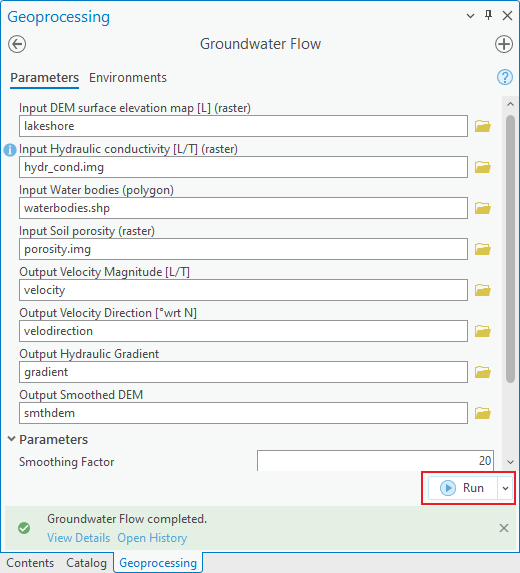 Geoprocessing
Groundwater Flow
Parameters Environments
Input DEM surface elevation map [L] (raster)
lakeshore
Input Hydraulic conductivity [L/T] (raster)
hydr_cond.img
Input Water bodies (polygon)
waterbodies.shp
Input Soil porosity (raster)
porosity.img
Output Velocity Magnitude [L/T]
velocity
Output Velocity Direction [°wrt N]
velodirection
Output Hydraulic Gradient
gradient
Output Smoothed DEM
smthdem
Parameters
Smoothing Factor 20
Run
Groundwater Flow completed.
View Details Open History
Contents Catalog Geoprocessing